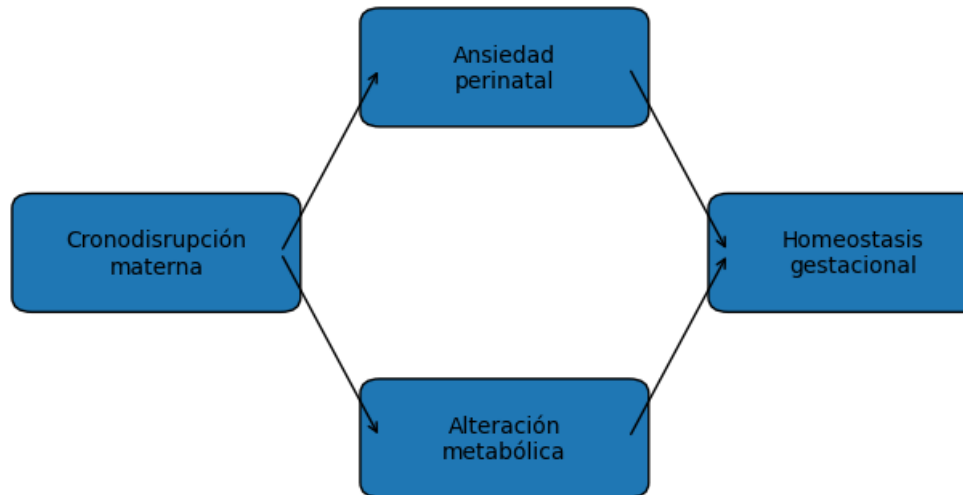 Ansiedad
perinatal
Cronodisrupción
materna
Homeostasis
gestacional
Alteración
metabólica